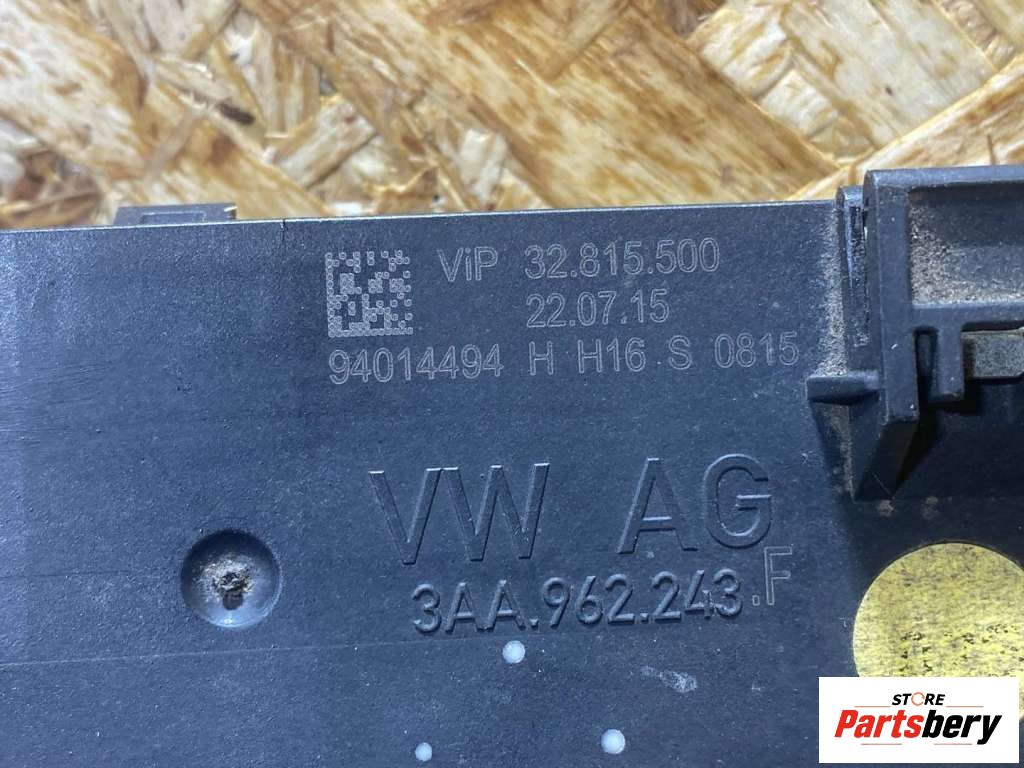 ViP 32.815.500
22.07.15
94014494 H H16 S 0815
VW AG
3AA.962.243.F
STORE
Partsbery